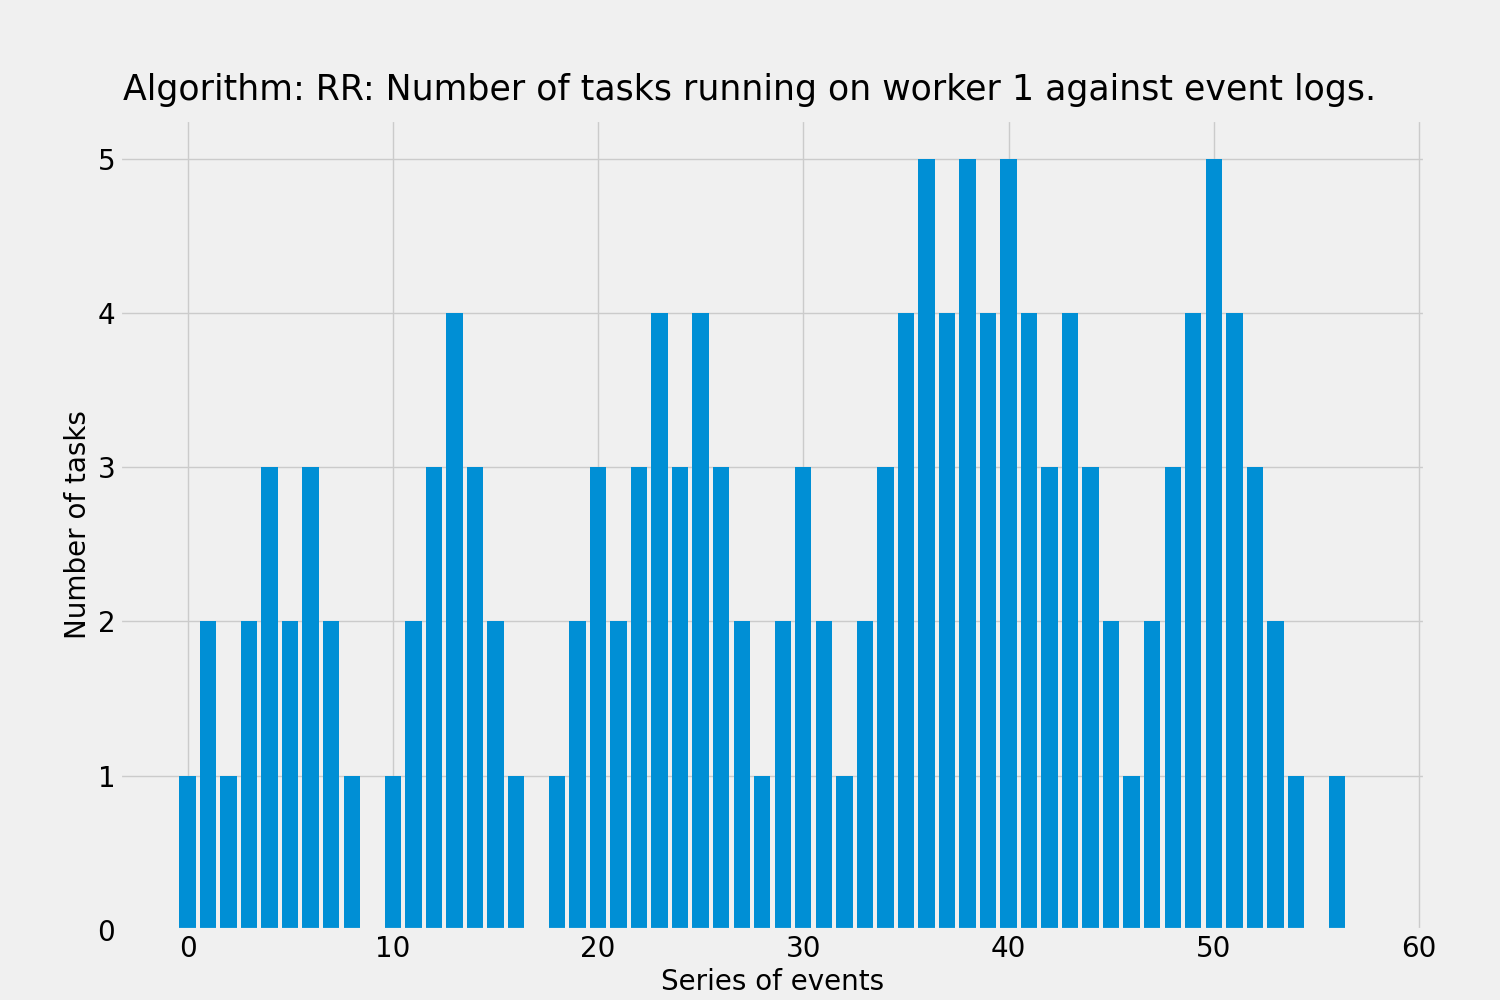 Algorithm: RR: Number of tasks running on worker 1 against event logs.
Number of tasks
5
4
3
2
1
0
0 10 20 30 40 50 60
Series of events